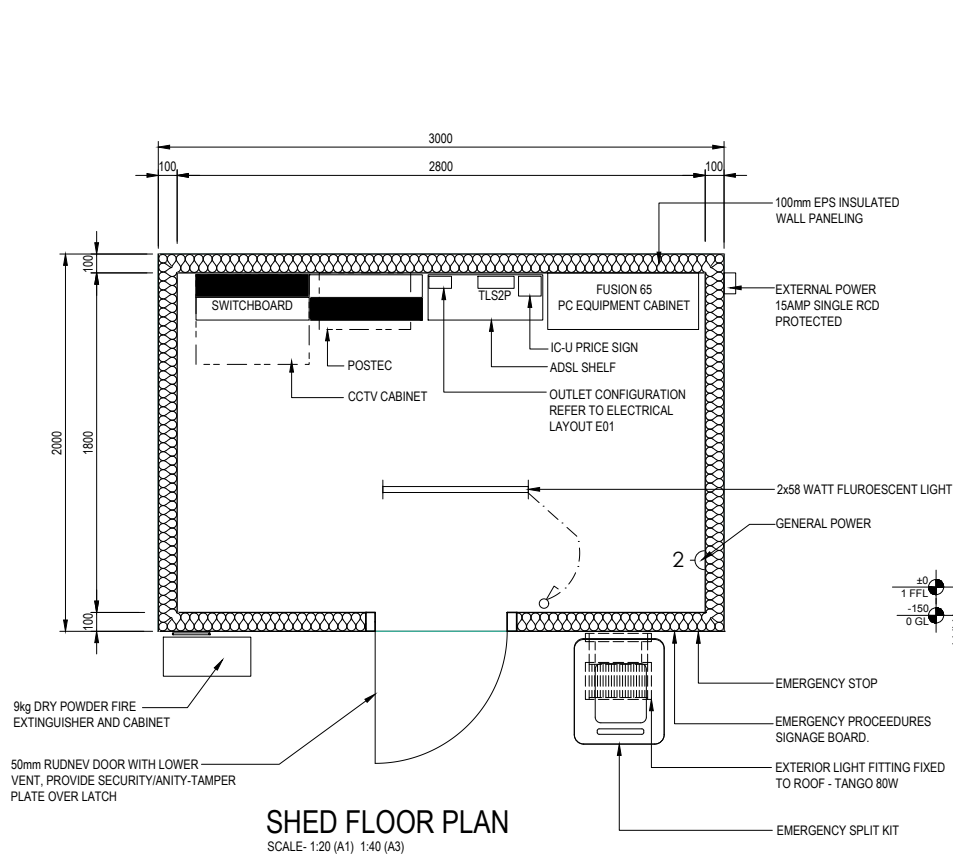 3000
100
2800
100
100mm EPS INSULATED
WALL PANELING
100
SWITCHBOARD
TLS2P
FUSION 65
PC EQUIPMENT CABINET
EXTERNAL POWER
15AMP SINGLE RCD
PROTECTED
IC-U PRICE SIGN
POSTEC
ADSL SHELF
CCTV CABINET
OUTLET CONFIGURATION
REFER TO ELECTRICAL
LAYOUT E01
2000
1800
2x58 WATT FLUROESCENT LIGHT
GENERAL POWER
2
±0
1 FFL
-150
0 GL
100
EMERGENCY STOP
9kg DRY POWDER FIRE
EXTINGUISHER AND CABINET
EMERGENCY PROCEEDURES
SIGNAGE BOARD.
50mm RUDNEV DOOR WITH LOWER
VENT, PROVIDE SECURITY/ANITY-TAMPER
PLATE OVER LATCH
EXTERIOR LIGHT FITTING FIXED
TO ROOF - TANGO 80W
SHED FLOOR PLAN
SCALE- 1:20 (A1) 1:40 (A3)
EMERGENCY SPLIT KIT